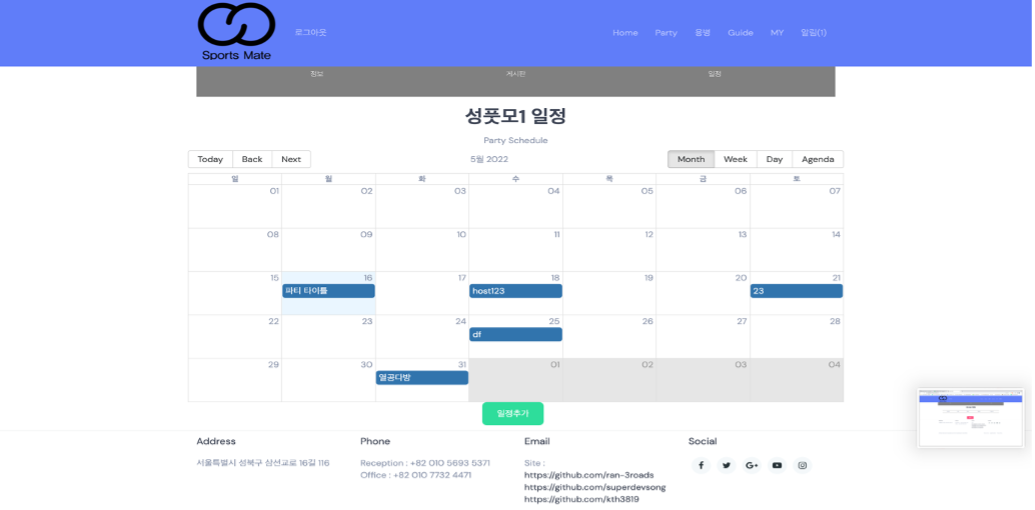 Sports Mate
로그아웃
Home Party 용병 Guide MY 알림(1)
정보 게시판 일정
성풋모1 일정
Party Schedule
Today Back Next 5월 2022 Month Week Day Agenda
일 월 화 수 목 금 토
01 02 03 04 05 06 07
08 09 10 11 12 13 14
15 16 17 18 19 20 21
파티 타이틀 host123 23
22 23 24 25 26 27 28
df
29 30 31 01 02 03 04
열공다방
일정추가
Address Phone Email Social
서울특별시 성북구 삼선교로 16길 116
Reception : +82 010 5693 5371
Office : +82 010 7732 4471
Site :
https://github.com/ran-3roads
https://github.com/superdevsong
https://github.com/kth3819